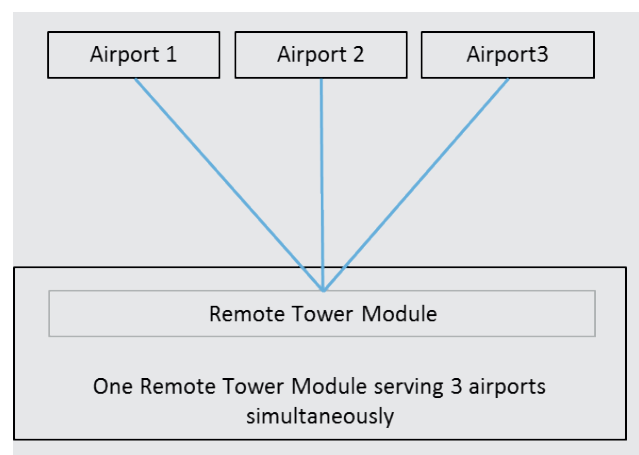 Airport 1
Airport 2
Airport3
Remote Tower Module
One Remote Tower Module serving 3 airports
simultaneously